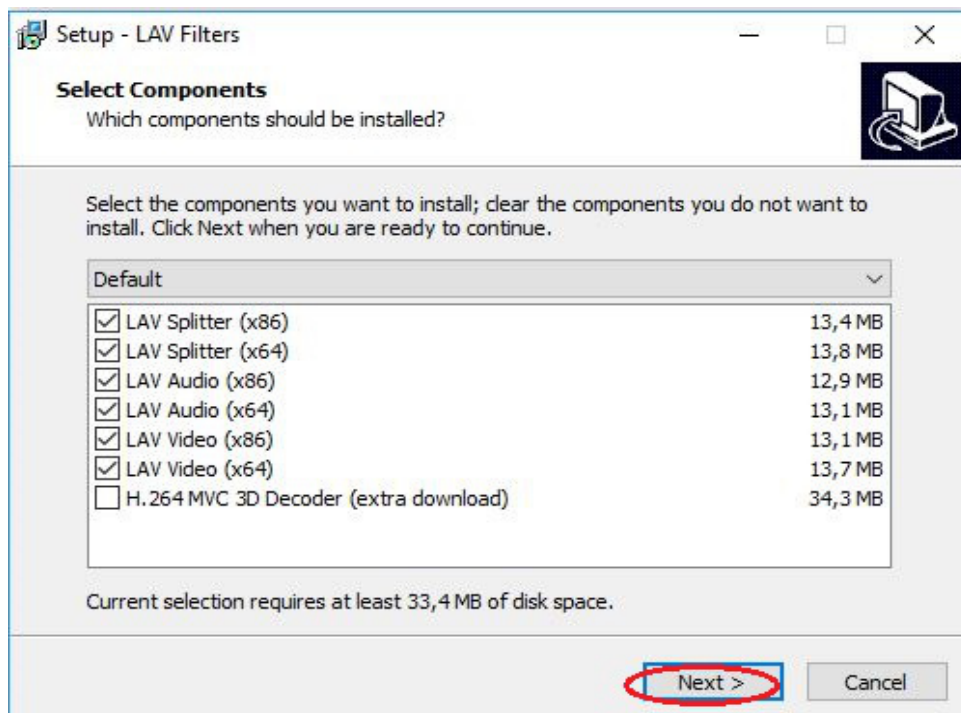 Setup - LAV Filters
Select Components
Which components should be installed?
Select the components you want to install; clear the components you do not want to
install. Click Next when you are ready to continue.
Default
LAV Splitter (x86) 13,4 MB
LAV Splitter (x64) 13,8 MB
LAV Audio (x86) 12,9 MB
LAV Audio (x64) 13,1 MB
LAV Video (x86) 13,1 MB
LAV Video (x64) 13,7 MB
H.264 MVC 3D Decoder (extra download) 34,3 MB
Current selection requires at least 33,4 MB of disk space.
Next > Cancel